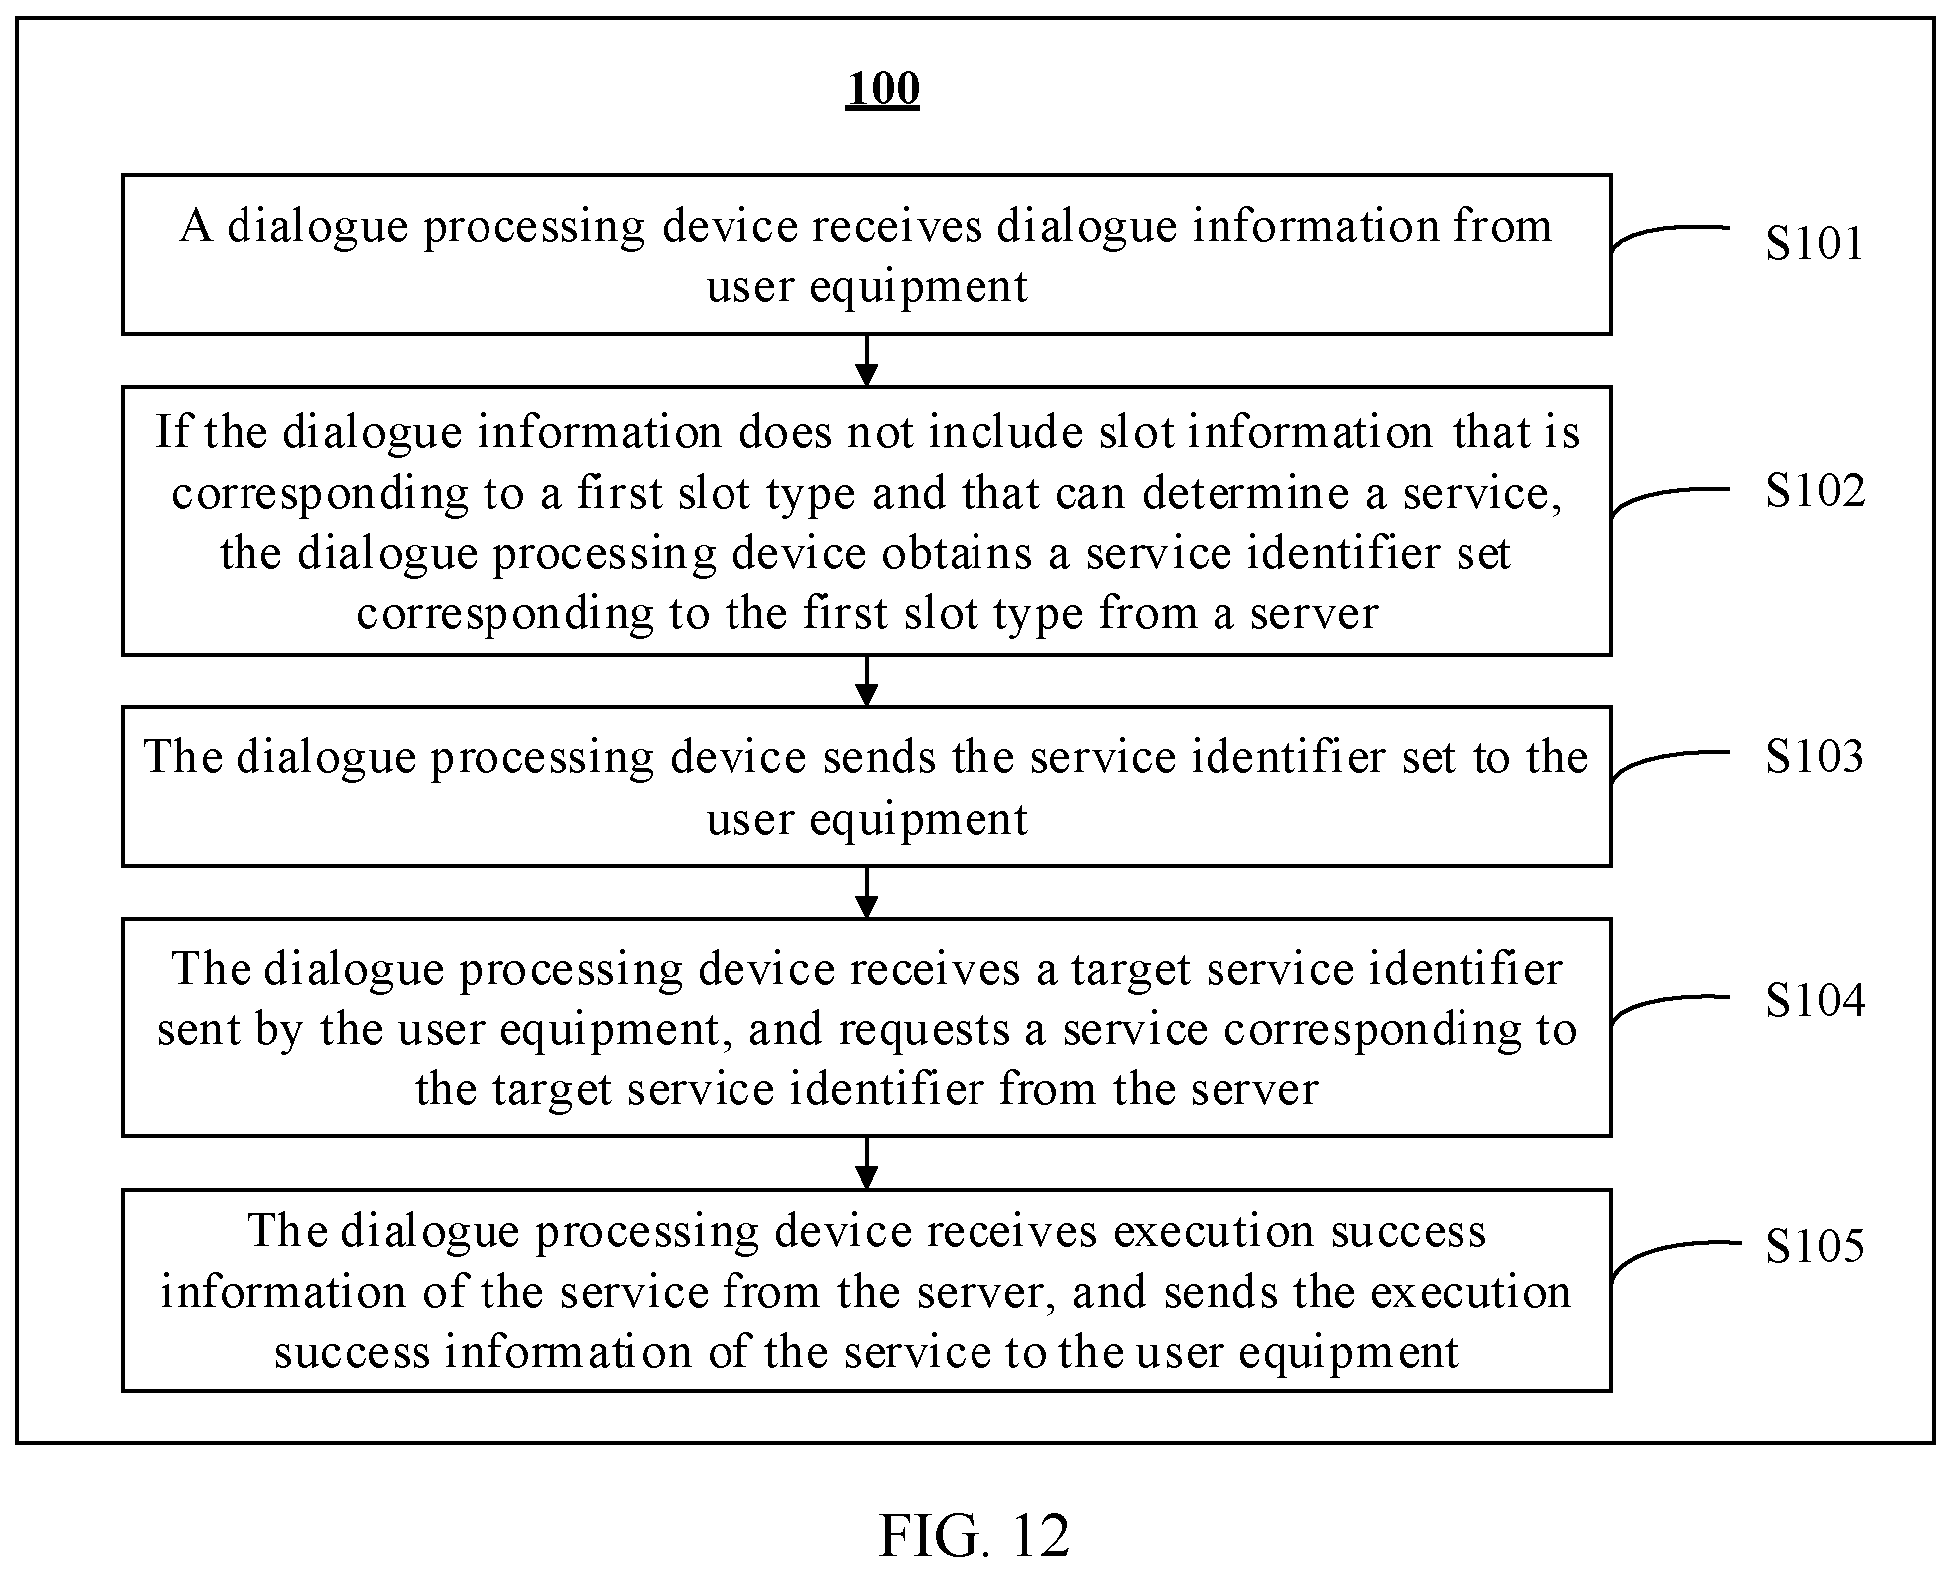 100
A dialogue processing device receives dialogue information from
user equipment
S101
If the dialogue information does not include slot information that is
corresponding to a first slot type and that can determine a service,
the dialogue processing device obtains a service identifier set
corresponding to the first slot type from a server
S102
The dialogue processing device sends the service identifier set to the
user equipment
S103
The dialogue processing device receives a target service identifier
sent by the user equipment, and requests a service corresponding to
the target service identifier from the server
S104
The dialogue processing device receives execution success
information of the service from the server, and sends the execution
success information of the service to the user equipment
S105
FIG. 12